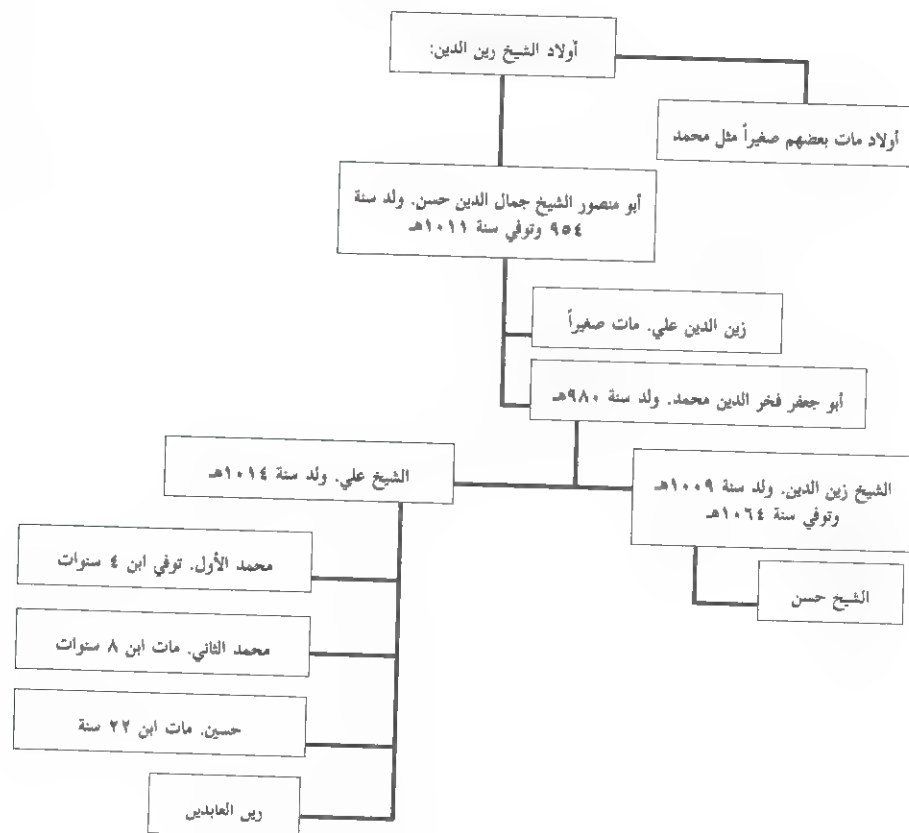 أولاد الشيخ رين الدين:
أولاد مات بعضهم صغيراً مثل محمد
أبو منصور الشيخ جمال الدين حسن. ولد سنة
٩٥٤ وتوفي سنة ١٠١١هـ
زين الدين علي. مات صغيراً
أبو جعفر فخر الدين محمد. ولد سنة ٩٨٠هـ
الشيخ زين الدين. ولد سنة ١٠٠٩هـ
وتوفي سنة ١٠٦٤هـ
الشيخ علي. ولد سنة ١٠١٤هـ
الشيخ حسن
محمد الأول. توفي ابن ٤ سنوات
محمد الثاني. مات ابن ٨ سنوات
حسين. مات ابن ٢٢ سنة
رين العابدين